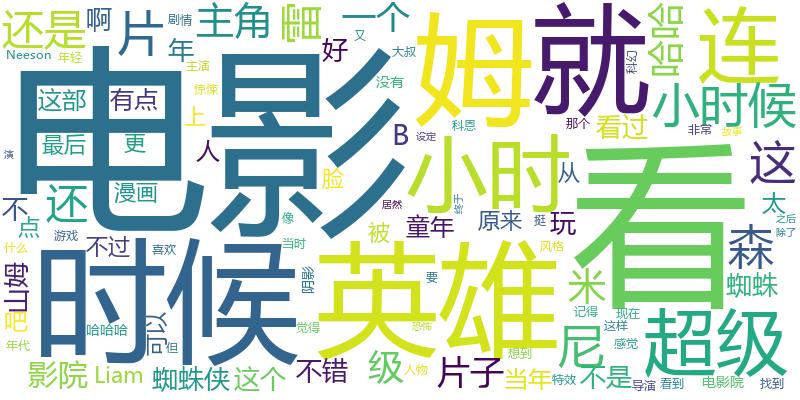 还是 啊 剧情 主角 雷 一个 又 好 大叔 姆 就 科幻 哈哈 连
Neeson 年轻 片 年 主演 惊悚 没有
这部 有点 上 小时候
电影 B 设定 科恩 那个 看过 非常 故事
最后 更 人 小时 看 这
演 还 漫画 脸 从 太 之后 除了
不 点 游戏 不过 喜欢 像 当时 被 童年 居然 终于 原来 挺 玩 森
山姆 时候 阴影 英雄 要 风格 米 蜘蛛
吧 什么 哈哈哈 可以 但 觉得 恐怖 尼 记得 现在 这样 感觉 超级
年代 影院 Liam 蜘蛛侠 这个 不错 级 人物 片子 想到 当年 特效 不是 导演 看到 电影院 找到